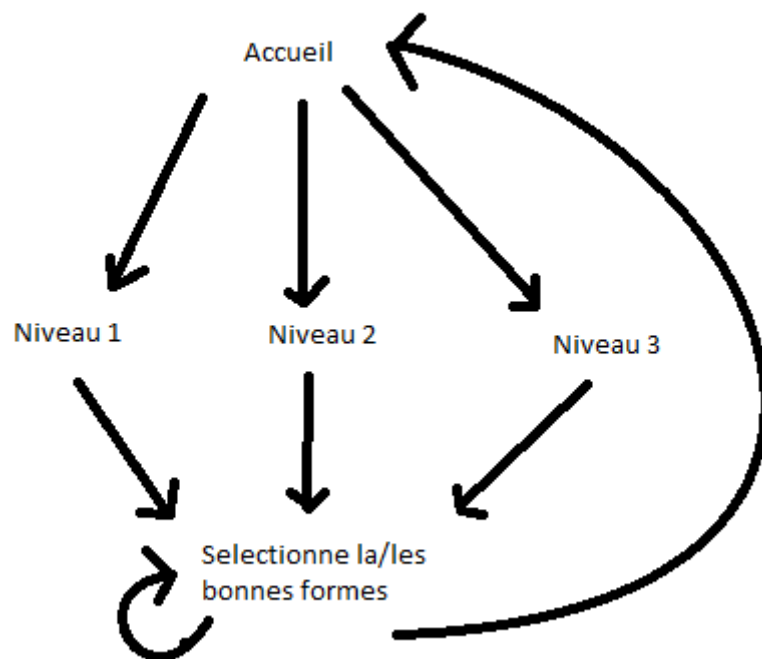 Accueil
Niveau 1
Niveau 2
Niveau 3
Selectionne la/les
bonnes formes